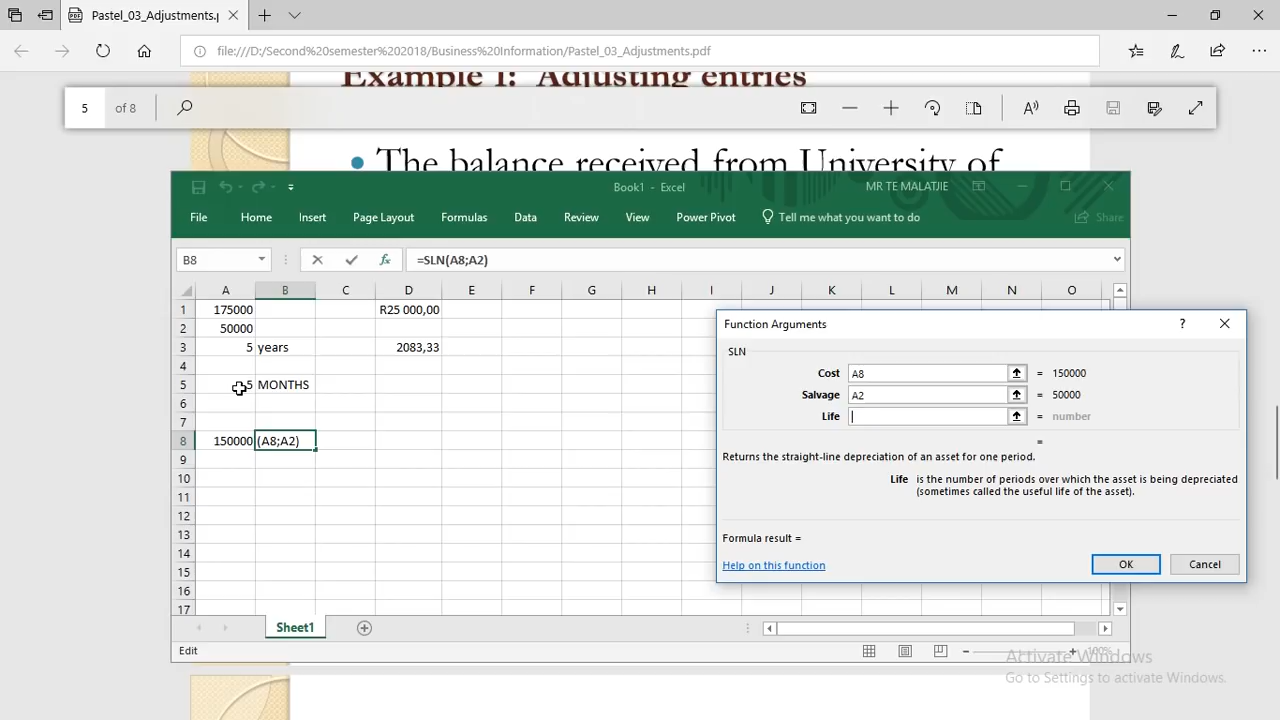 Pastel_03_Adjustments.p
file:///D:/Second%20semester%202018/Business%20Information/Pastel_03_Adjustments.pdf
Example 1: Adjusting entries
5 of 8
• The balance received from University of
Book1 - Excel
MR TE MALATJIE
File Home Insert Page Layout Formulas Data Review View Power Pivot Tell me what you want to do Share
B8 fx =SLN(A8;A2)
A B C D E F G H I J K L M N O
1 175000 R25 000,00
2 50000
3 5 years 2083,33
4
5 5 MONTHS
6
7
8 150000 (A8;A2)
9
10
11
12
13
14
15
16
17
Function Arguments ?
SLN
Cost A8 = 150000
Salvage A2 = 50000
Life = number
=
Returns the straight-line depreciation of an asset for one period.
Life is the number of periods over which the asset is being depreciated
(sometimes called the useful life of the asset).
Formula result =
Help on this function OK Cancel
Sheet1
Edit 100%
Activate Windows
Go to Settings to activate Windows.